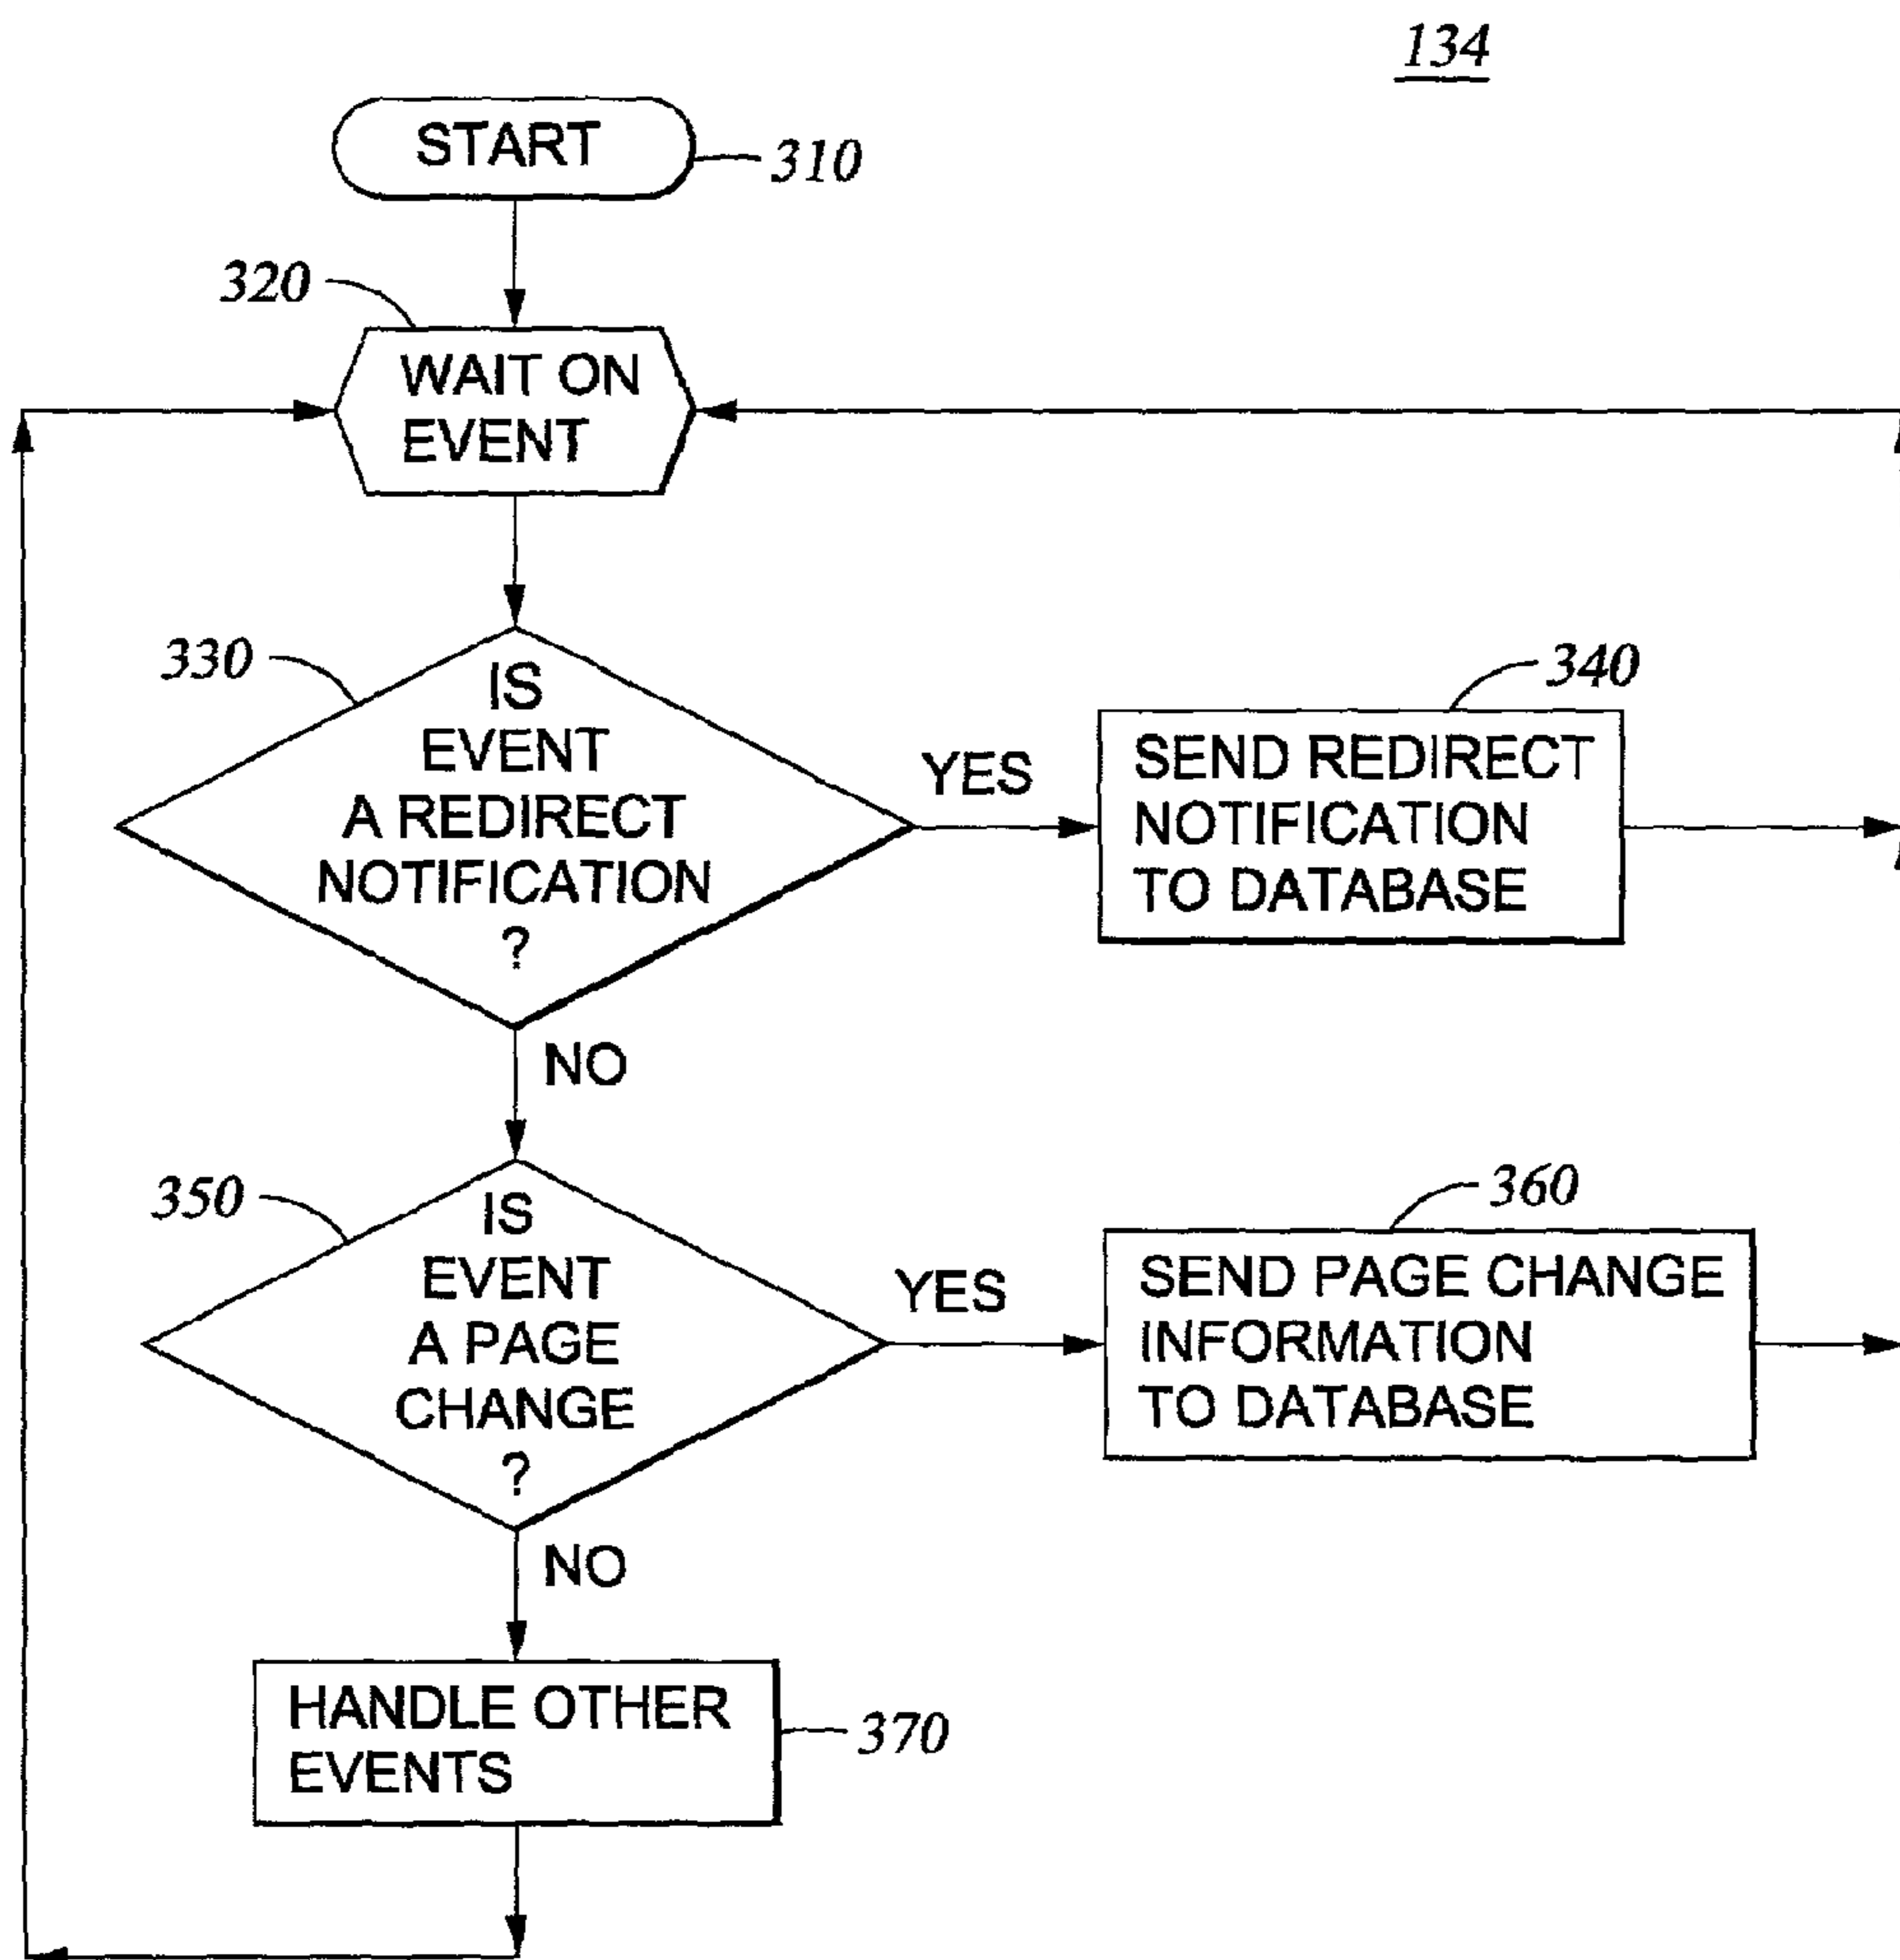 134
START
310
320
WAIT ON
EVENT
330
IS
EVENT
A REDIRECT
NOTIFICATION
?
YES
340
SEND REDIRECT
NOTIFICATION
TO DATABASE
NO
350
IS
EVENT
A PAGE
CHANGE
?
YES
360
SEND PAGE CHANGE
INFORMATION
TO DATABASE
NO
HANDLE OTHER
EVENTS
370